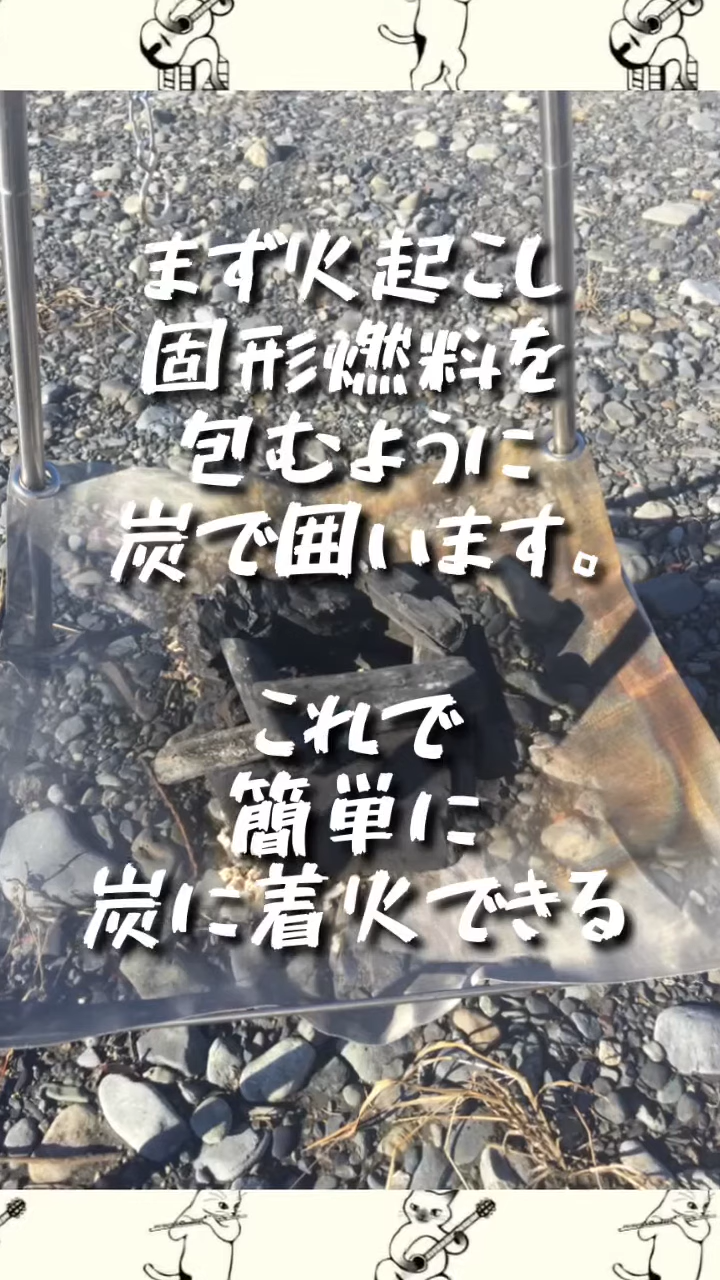 まず火起こし
固形燃料を
包むように
炭で囲います。
これで
簡単に
炭に着火できる